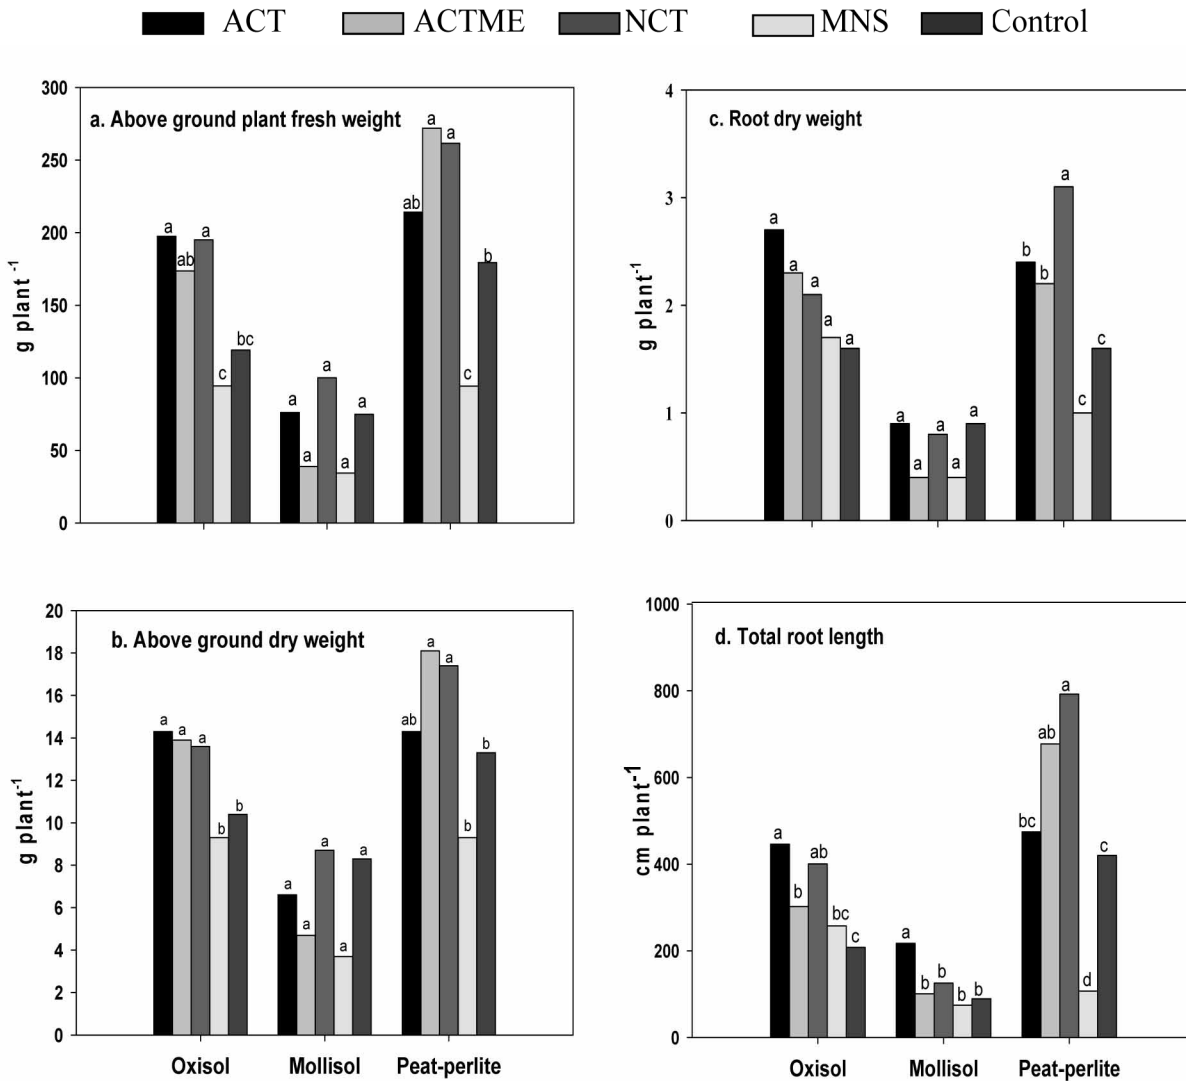 ACT ACTME NCT MNS Control
a. Above ground plant fresh weight
g plant -1
300
250
200
150
100
50
0
a
ab
a
c
bc
a
a
a
a
a
ab
a
a
c
b
c. Root dry weight
g plant-1
4
3
2
1
0
a
a
a
a
a
a
a
a
a
a
b
b
a
c
c
b. Above ground dry weight
g plant-1
20
18
16
14
12
10
8
6
4
2
0
a
a
a
b
b
a
a
a
a
a
ab
a
a
b
b
Oxisol Mollisol Peat-perlite
d. Total root length
cm plant-1
1000
800
600
400
200
0
a
b
ab
bc
c
a
b
b
b
b
bc
ab
a
d
c
Oxisol Mollisol Peat-perlite